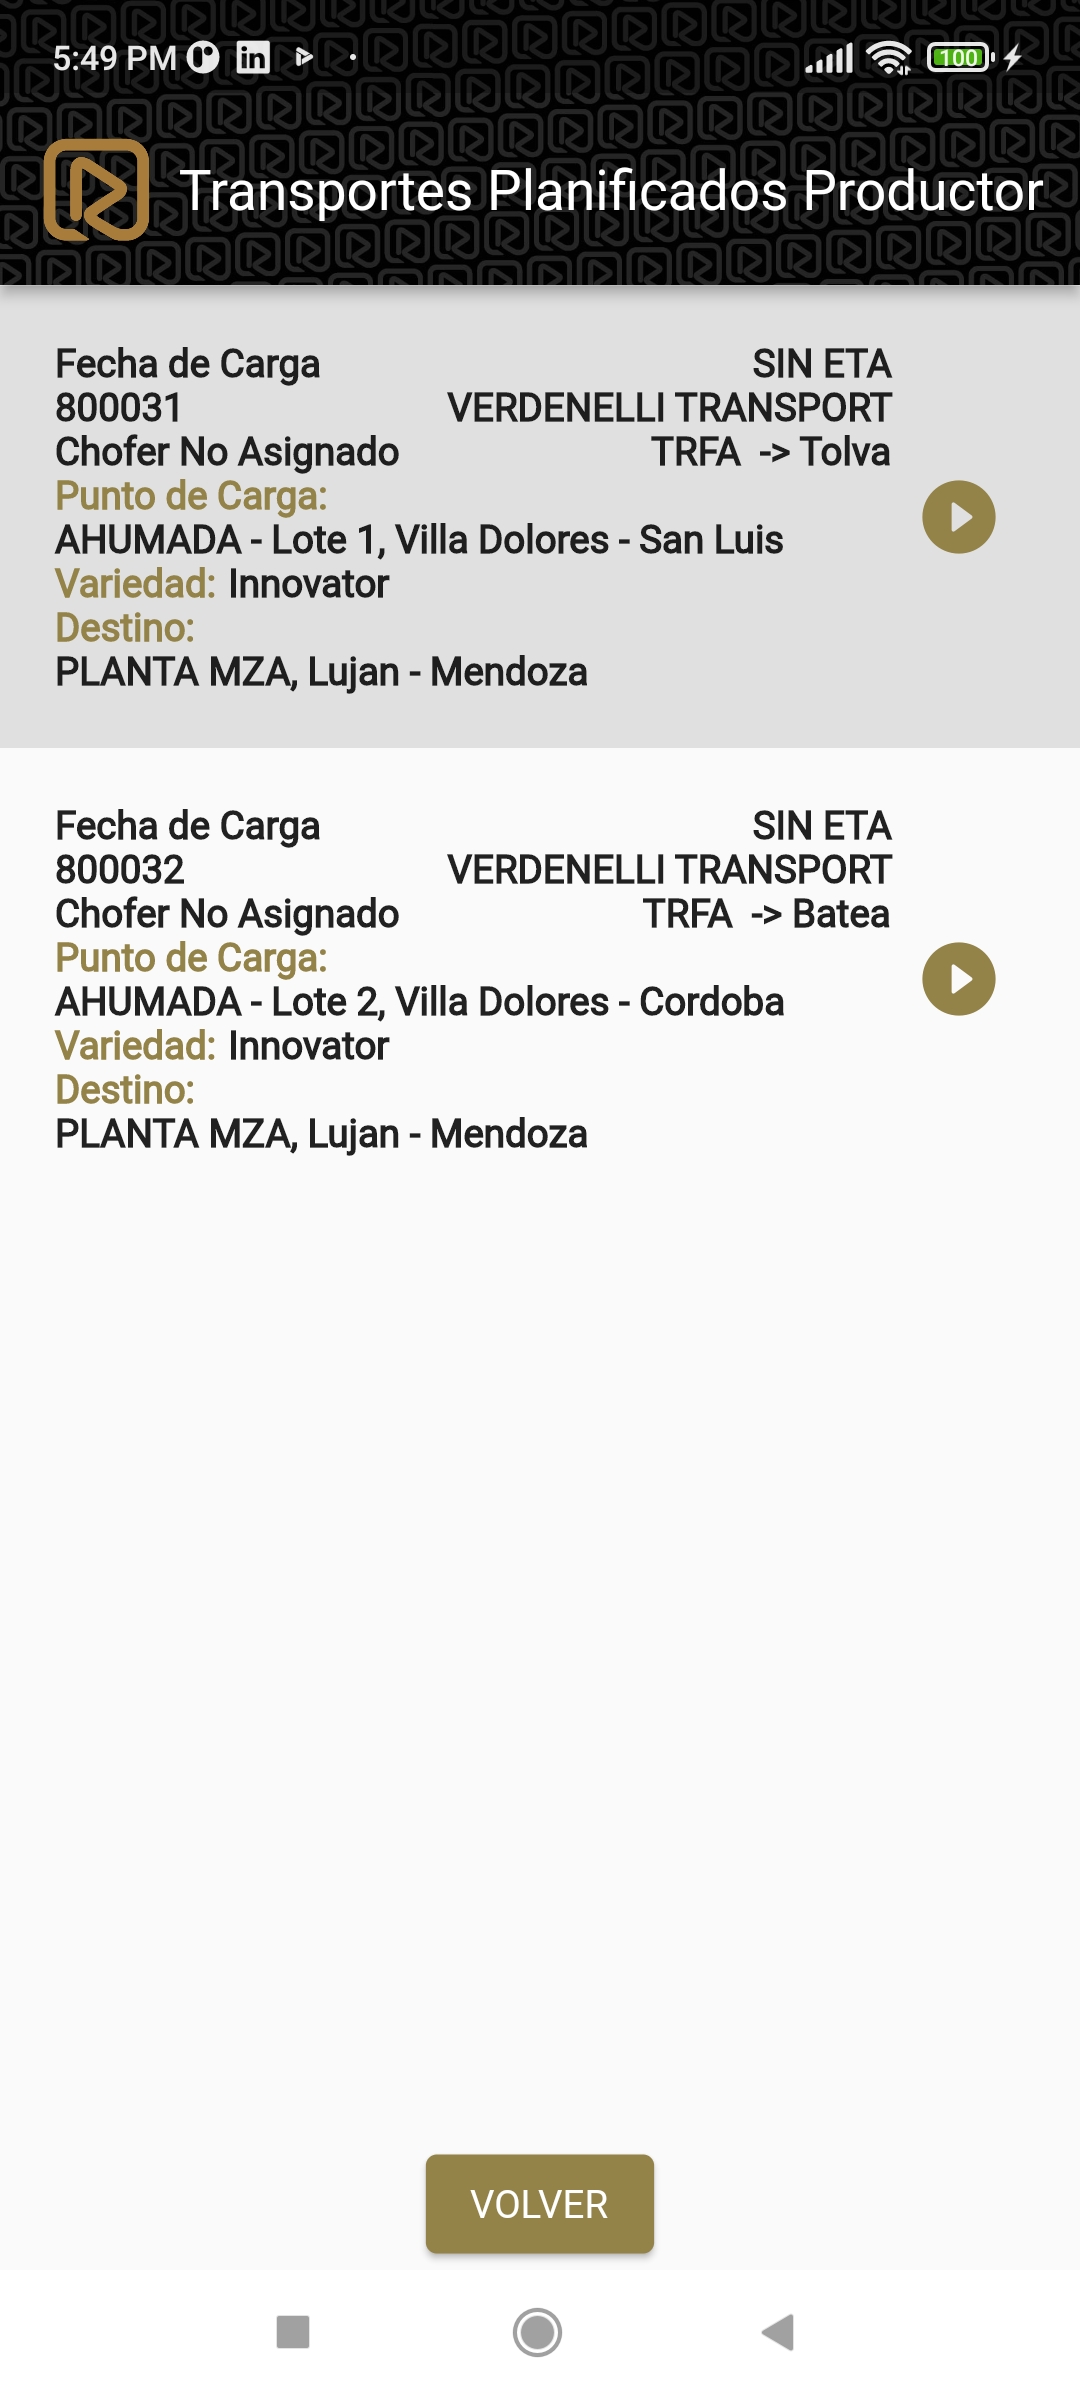 5:49 PM
100
Transportes Planificados Productor
Fecha de Carga SIN ETA
800031 VERDENELLI TRANSPORT
Chofer No Asignado TRFA -> Tolva
Punto de Carga:
AHUMADA - Lote 1, Villa Dolores - San Luis
Variedad: Innovator
Destino:
PLANTA MZA, Lujan - Mendoza
Fecha de Carga SIN ETA
800032 VERDENELLI TRANSPORT
Chofer No Asignado TRFA -> Batea
Punto de Carga:
AHUMADA - Lote 2, Villa Dolores - Cordoba
Variedad: Innovator
Destino:
PLANTA MZA, Lujan - Mendoza
VOLVER